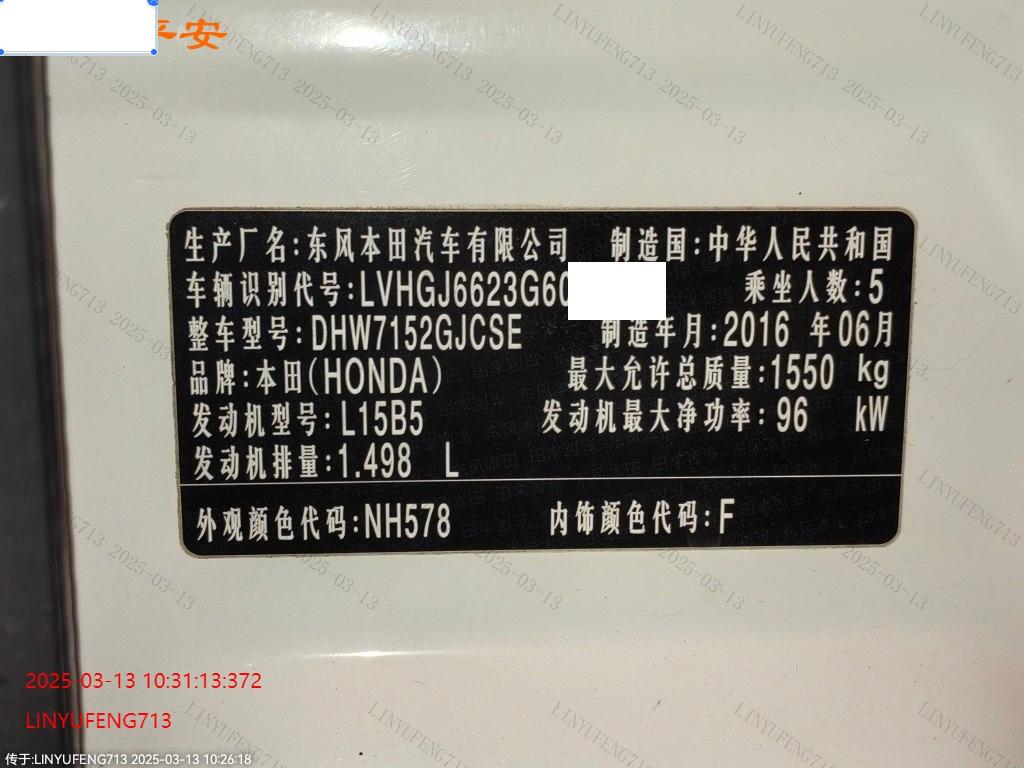 平安
生产厂名:东风本田汽车有限公司 制造国:中华人民共和国
车辆识别代号:LVHGJ6623G60 乘坐人数:5
整车型号:DHW7152GJCSE 制造年月:2016 年06月
品牌:本田(HONDA) 最大允许总质量:1550 kg
发动机型号:L15B5 发动机最大净功率:96 kW
发动机排量:1.498 L
外观颜色代码:NH578 内饰颜色代码:F
2025-03-13 10:31:13:372
LINYUFENG713
传于:LINYUFENG713 2025-03-13 10:26:18